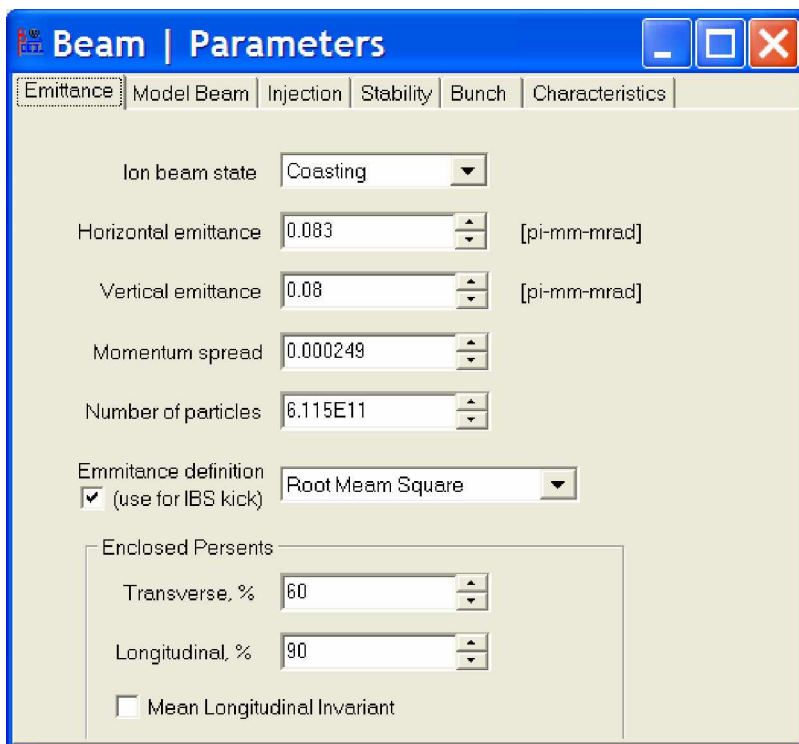 Beam | Parameters
Emittance Model Beam Injection Stability Bunch Characteristics
Ion beam state Coasting
Horizontal emittance 0.083 [pi-mm-mrad]
Vertical emittance 0.08 [pi-mm-mrad]
Momentum spread 0.000249
Number of particles 6.115E11
Emmitance definition
(use for IBS kick) Root Meam Square
Enclosed Persents
Transverse, % 60
Longitudinal, % 90
Mean Longitudinal Invariant